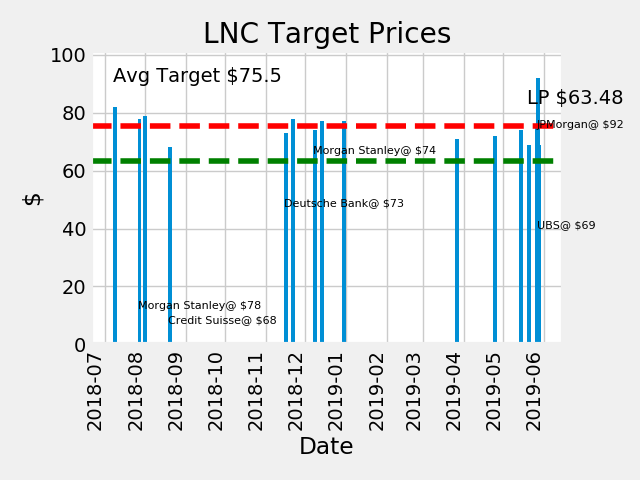 LNC Target Prices
Avg Target $75.5
LP $63.48
JPMorgan@ $92
Morgan Stanley@ $74
Deutsche Bank@ $73
UBS@ $69
Morgan Stanley@ $78
Credit Suisse@ $68
$
100
80
60
40
20
0
2018-07
2018-08
2018-09
2018-10
2018-11
2018-12
2019-01
2019-02
2019-03
2019-04
2019-05
2019-06
Date